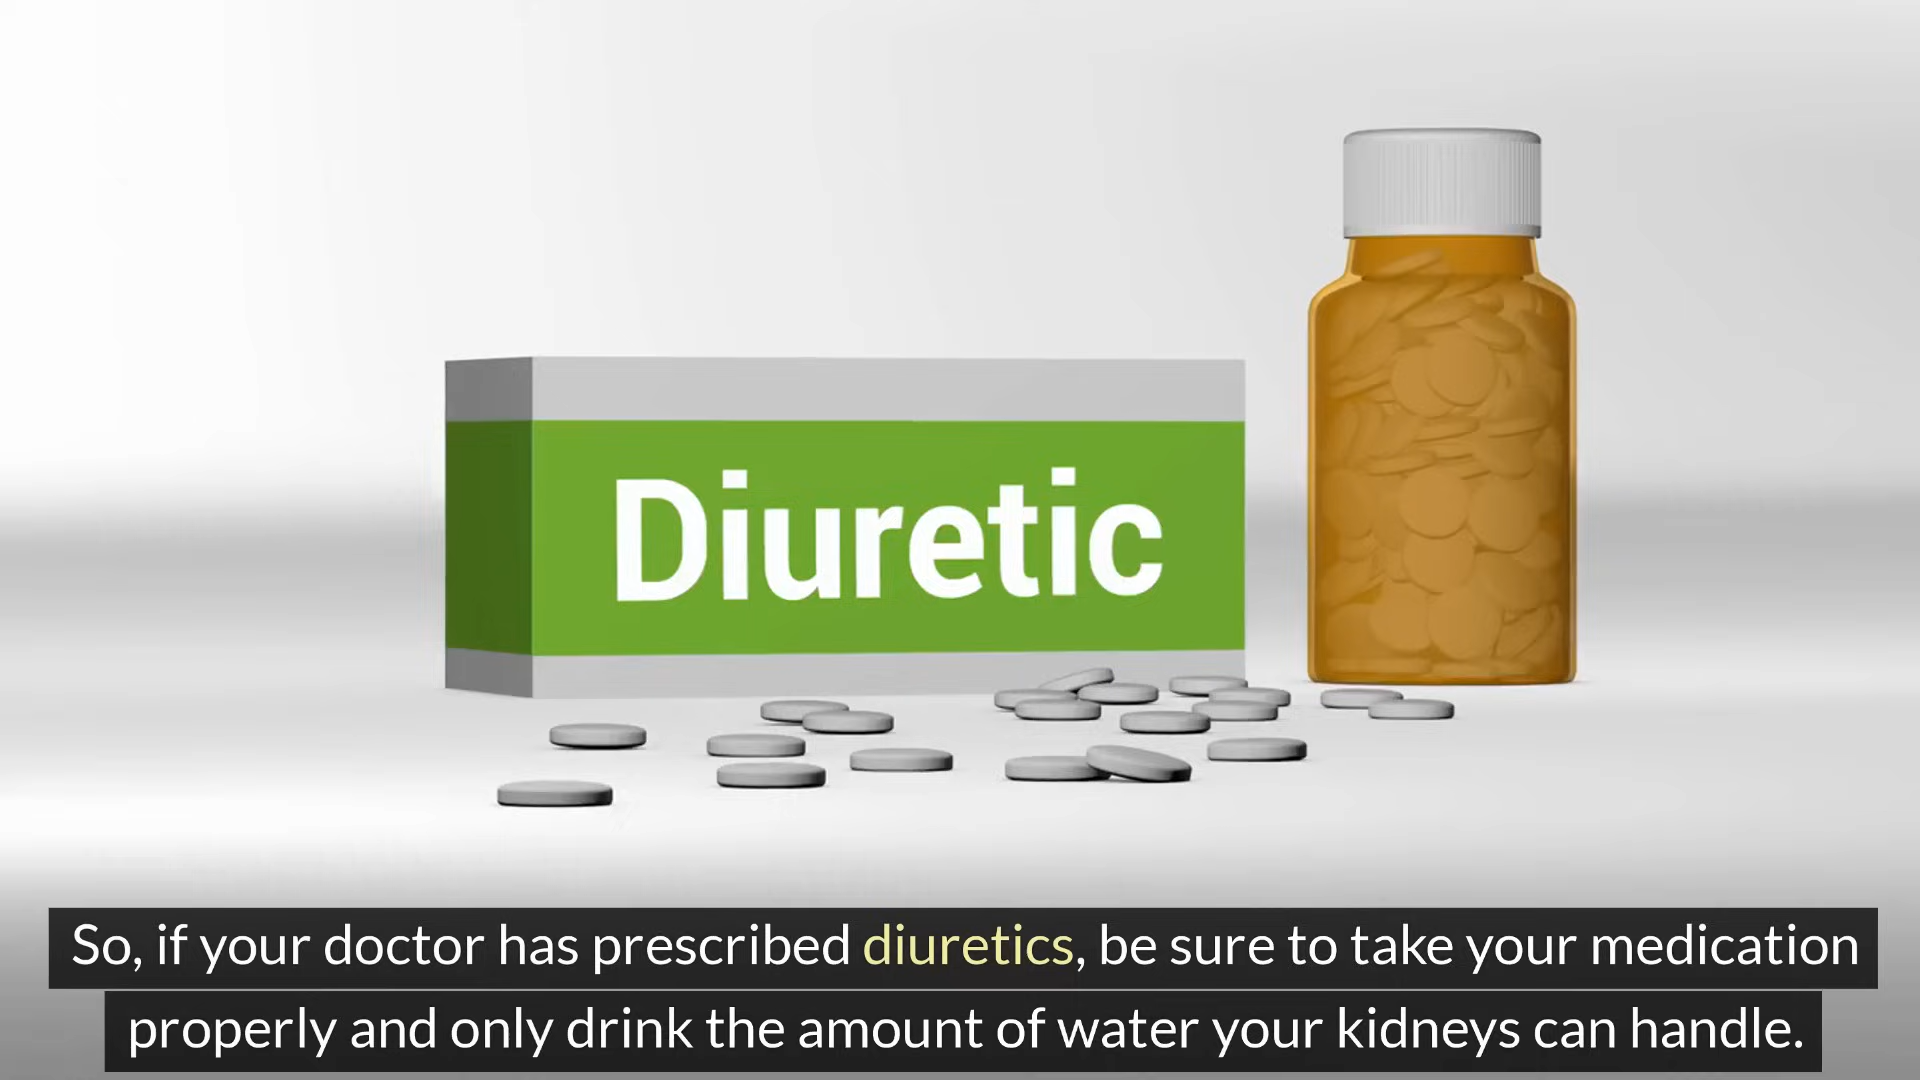 Diuretic
So, if your doctor has prescribed diuretics, be sure to take your medication
properly and only drink the amount of water your kidneys can handle.